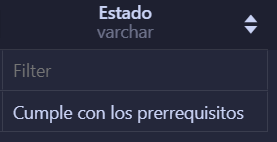 Estado
varchar
Filter
Cumple con los prerrequisitos